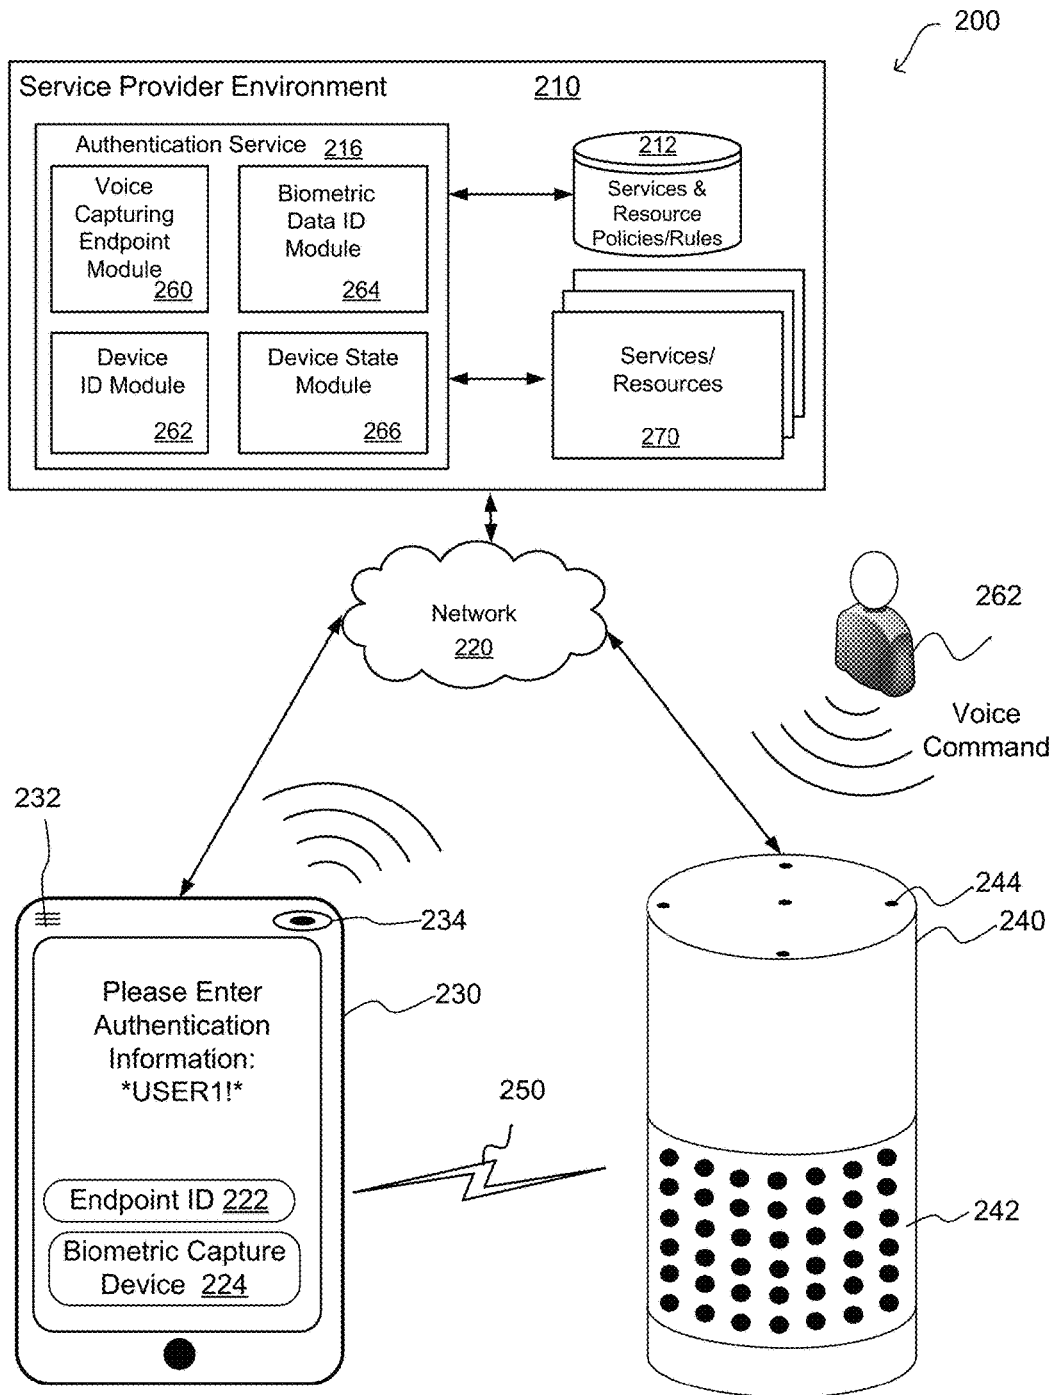 200
Service Provider Environment 210
Authentication Service 216
Voice
Capturing
Endpoint
Module
260
Biometric
Data ID
Module
264
Device
ID Module
262
Device State
Module
266
212
Services &
Resource
Policies/Rules
Services/
Resources
270
Network
220
262
Voice
Command
232
234
230
Please Enter
Authentication
Information:
*USER1!*
Endpoint ID 222
Biometric Capture
Device 224
250
244
240
242